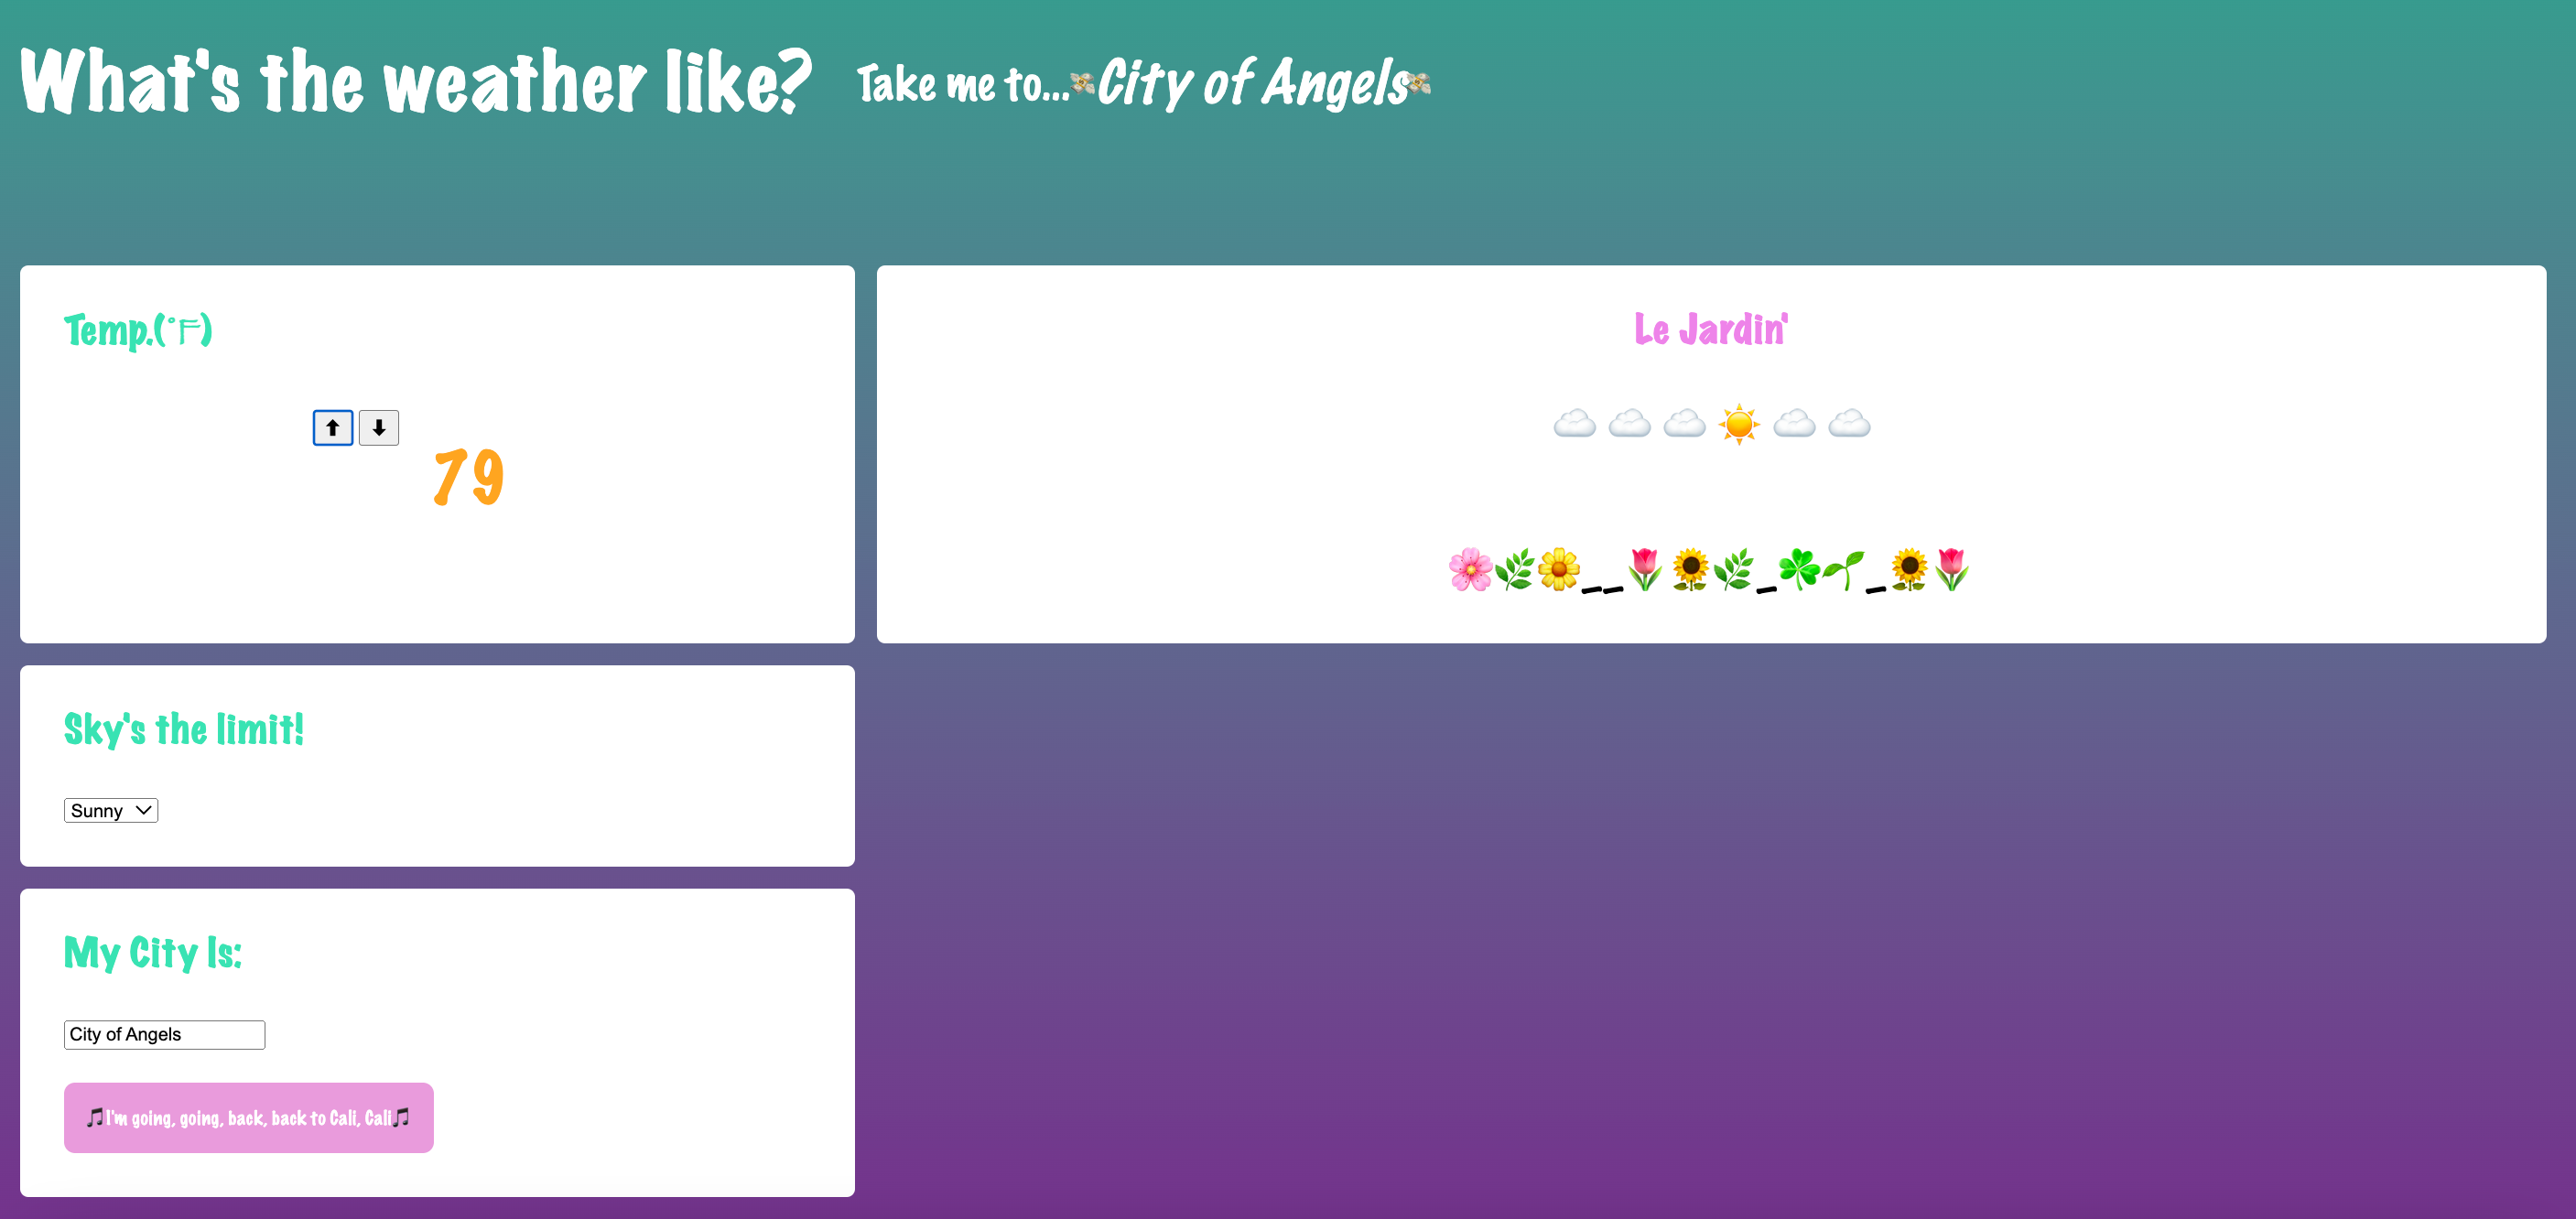 What's the weather like?
Take me to...💸City of Angels💸
Temp.(°F)
⬆ ⬇
79
Le Jardin'
☁️ ☁️ ☁️ ☀️ ☁️ ☁️
🌸🌿🌼__🌷🌻🌿_☘️🌱_🌻🌷
Sky's the limit!
Sunny
My City Is:
City of Angels
🎵I'm going, going, back, back to Cali, Cali🎵